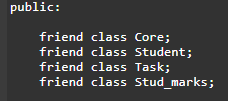 public:
friend class Core;
friend class Student;
friend class Task;
friend class Stud_marks;